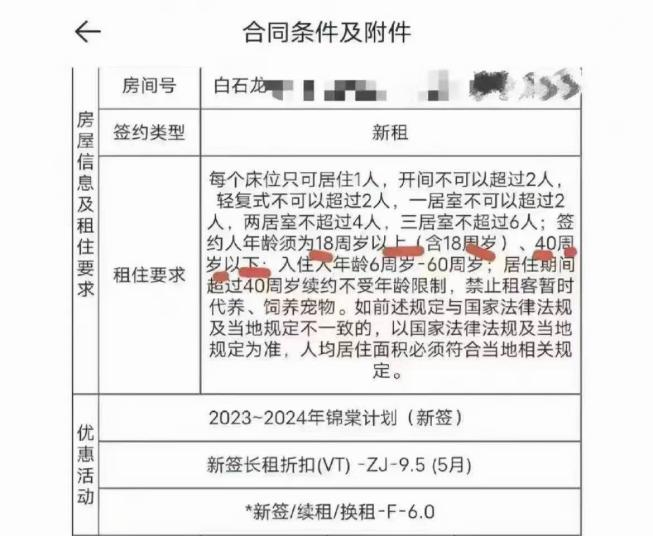 合同条件及附件
房间号
白石龙
房屋信息及租住要求
签约类型
新租
租住要求
每个床位只可居住1人，开间不可以超过2人，
轻复式不可以超过2人，一居室不可以超过2
人，两居室不超过4人，三居室不超过6人；签
约人年龄须为18周岁以上（含18周岁）、40周
岁以下；入住人年龄6周岁-60周岁；居住期间
超过40周岁续约不受年龄限制，禁止租客暂时
代养、饲养宠物。如前述规定与国家法律法规
及当地规定不一致的，以国家法律法规及当地
规定为准，人均居住面积必须符合当地相关规
定。
优惠活动
2023~2024年锦棠计划（新签）
新签长租折扣(VT) -ZJ-9.5 (5月)
*新签/续租/换租-F-6.0